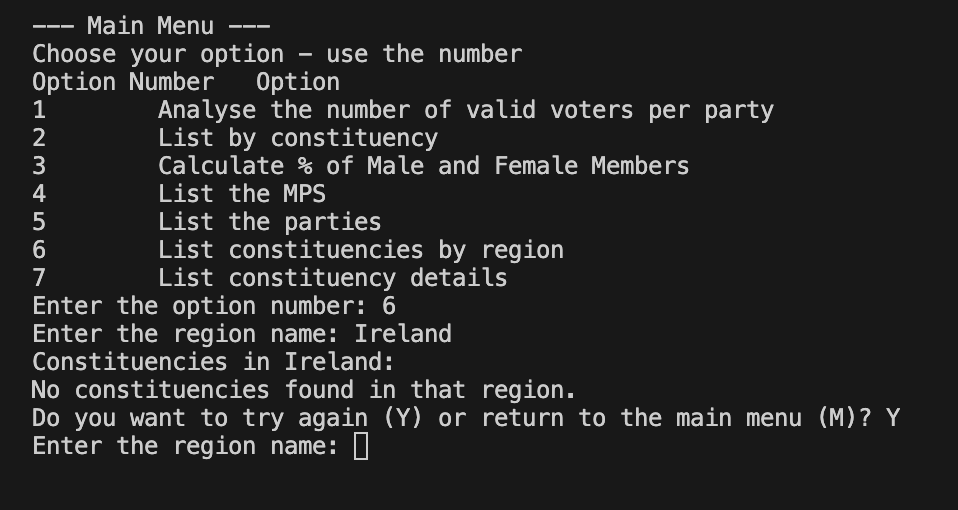 --- Main Menu ---
Choose your option - use the number
Option Number   Option
1        Analyse the number of valid voters per party
2        List by constituency
3        Calculate % of Male and Female Members
4        List the MPS
5        List the parties
6        List constituencies by region
7        List constituency details
Enter the option number: 6
Enter the region name: Ireland
Constituencies in Ireland:
No constituencies found in that region.
Do you want to try again (Y) or return to the main menu (M)? Y
Enter the region name: